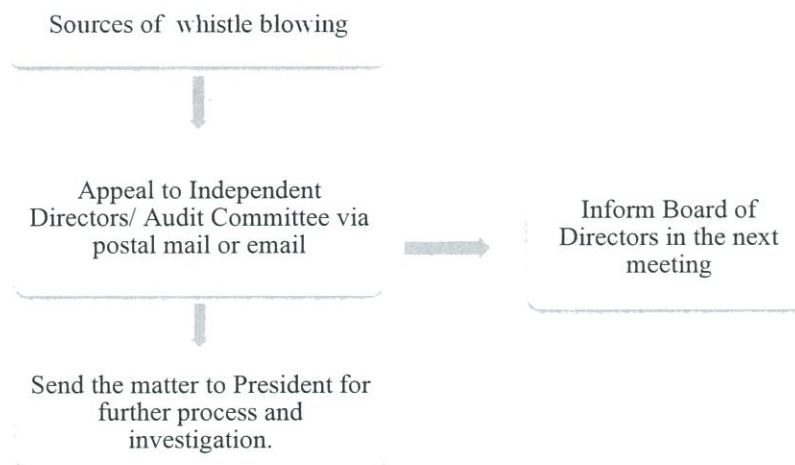 Sources of whistle blowing
Appeal to Independent
Directors/ Audit Committee via
postal mail or email
Inform Board of
Directors in the next
meeting
Send the matter to President for
further process and
investigation.